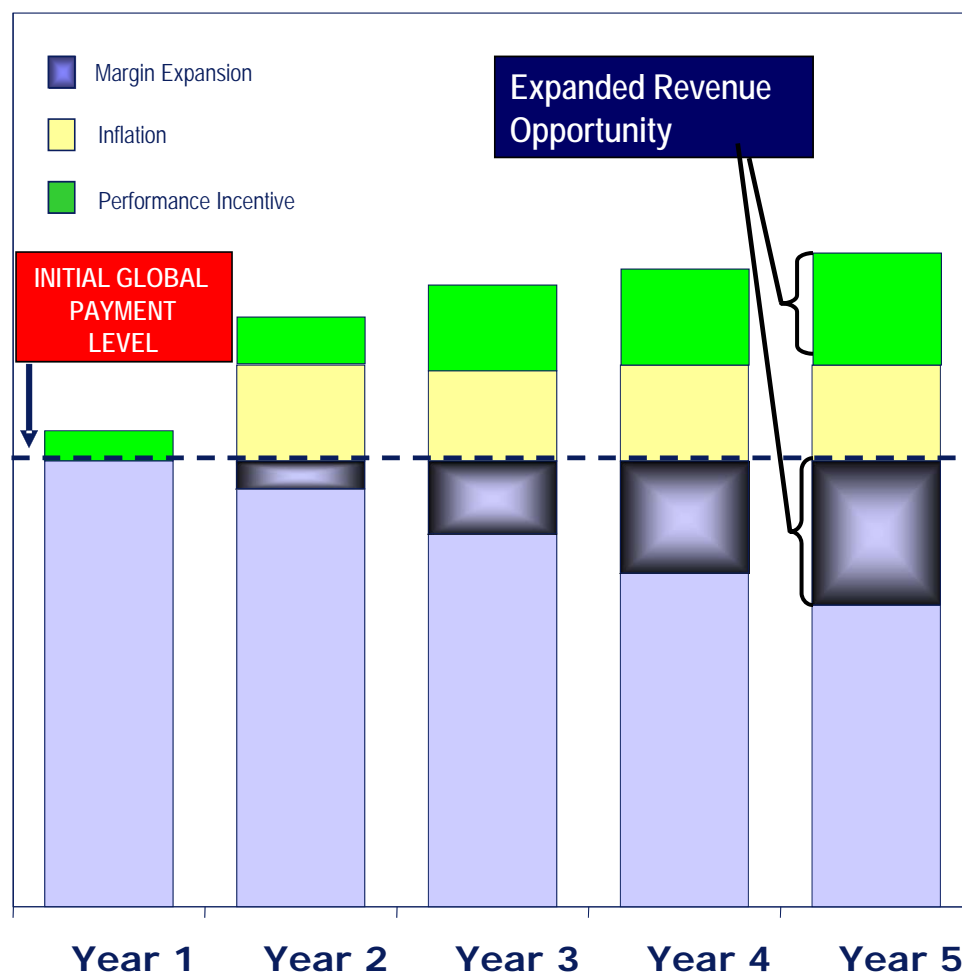 Margin Expansion
Inflation
Performance Incentive
Expanded Revenue
Opportunity
INITIAL GLOBAL
PAYMENT
LEVEL
Year 1
Year 2
Year 3
Year 4
Year 5